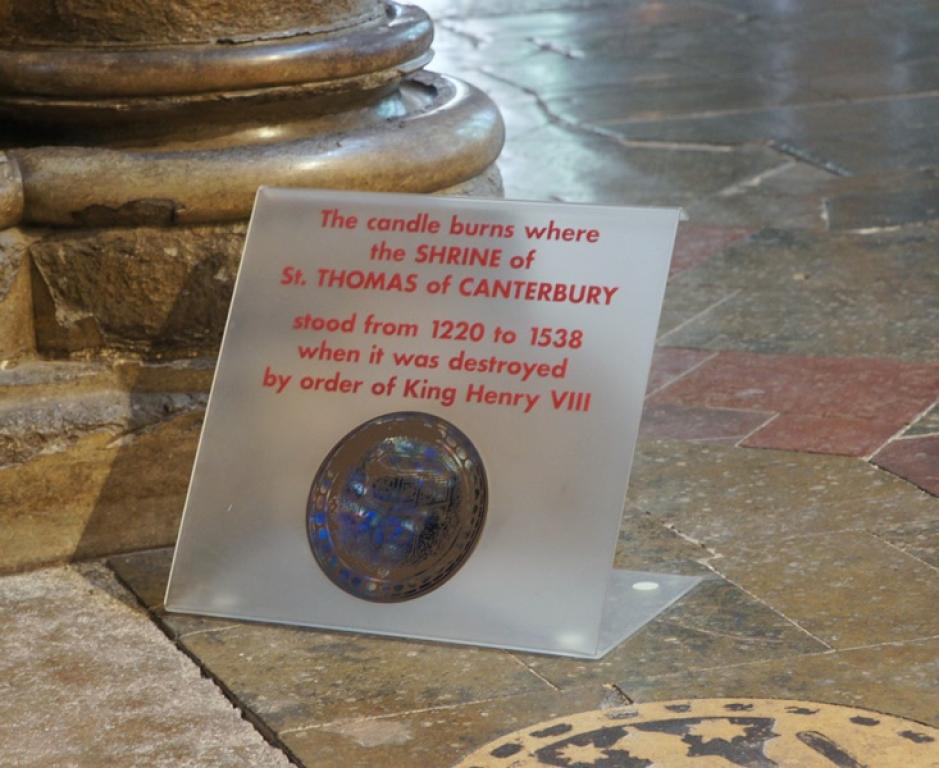 The candle burns where
the SHRINE of
St. THOMAS of CANTERBURY
stood from 1220 to 1538
when it was destroyed
by order of King Henry VIII